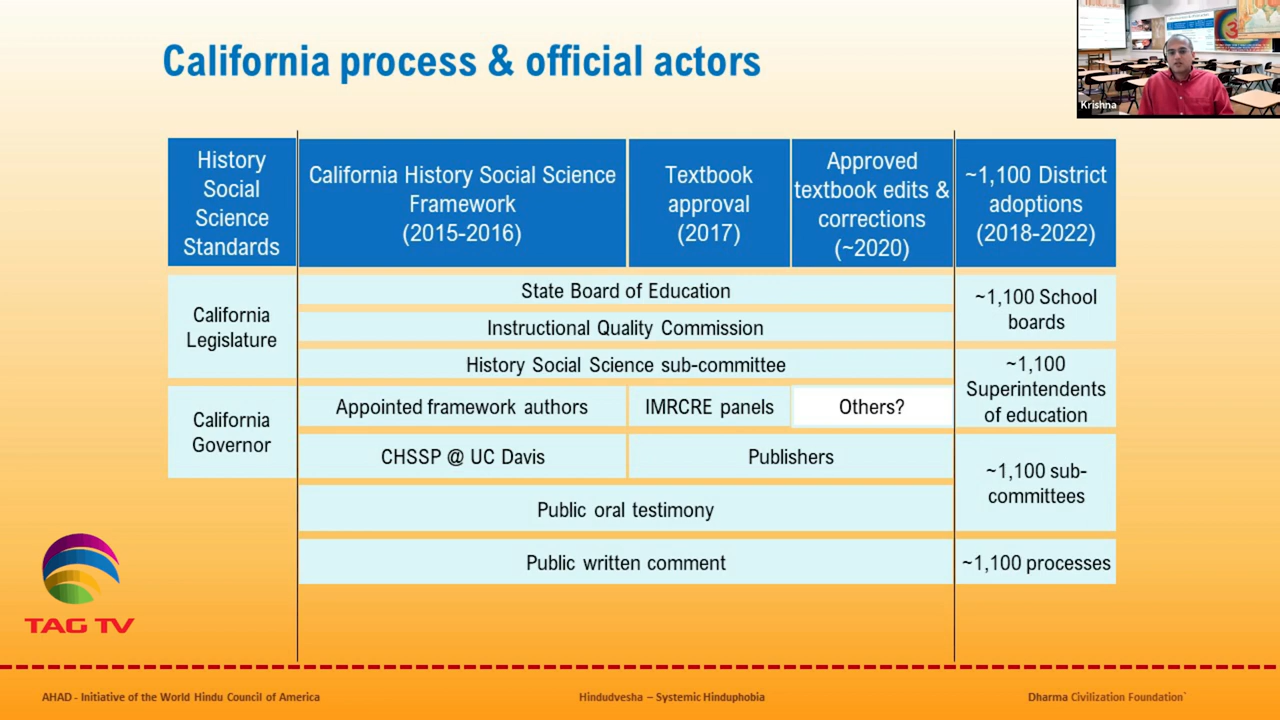 California process & official actors
Krishna
History
Social
Science
Standards
California History Social Science
Framework
(2015-2016)
Textbook
approval
(2017)
Approved
textbook edits &
corrections
(~2020)
~1,100 District
adoptions
(2018-2022)
California
Legislature
State Board of Education
~1,100 School
boards
Instructional Quality Commission
History Social Science sub-committee
~1,100
Superintendents
of education
California
Governor
Appointed framework authors
IMRCRE panels
Others?
CHSSP @ UC Davis
Publishers
~1,100 sub-
committees
Public oral testimony
Public written comment
~1,100 processes
TAG TV
AHAD - Initiative of the World Hindu Council of America
Hindudvesha – Systemic Hinduphobia
Dharma Civilization Foundation`